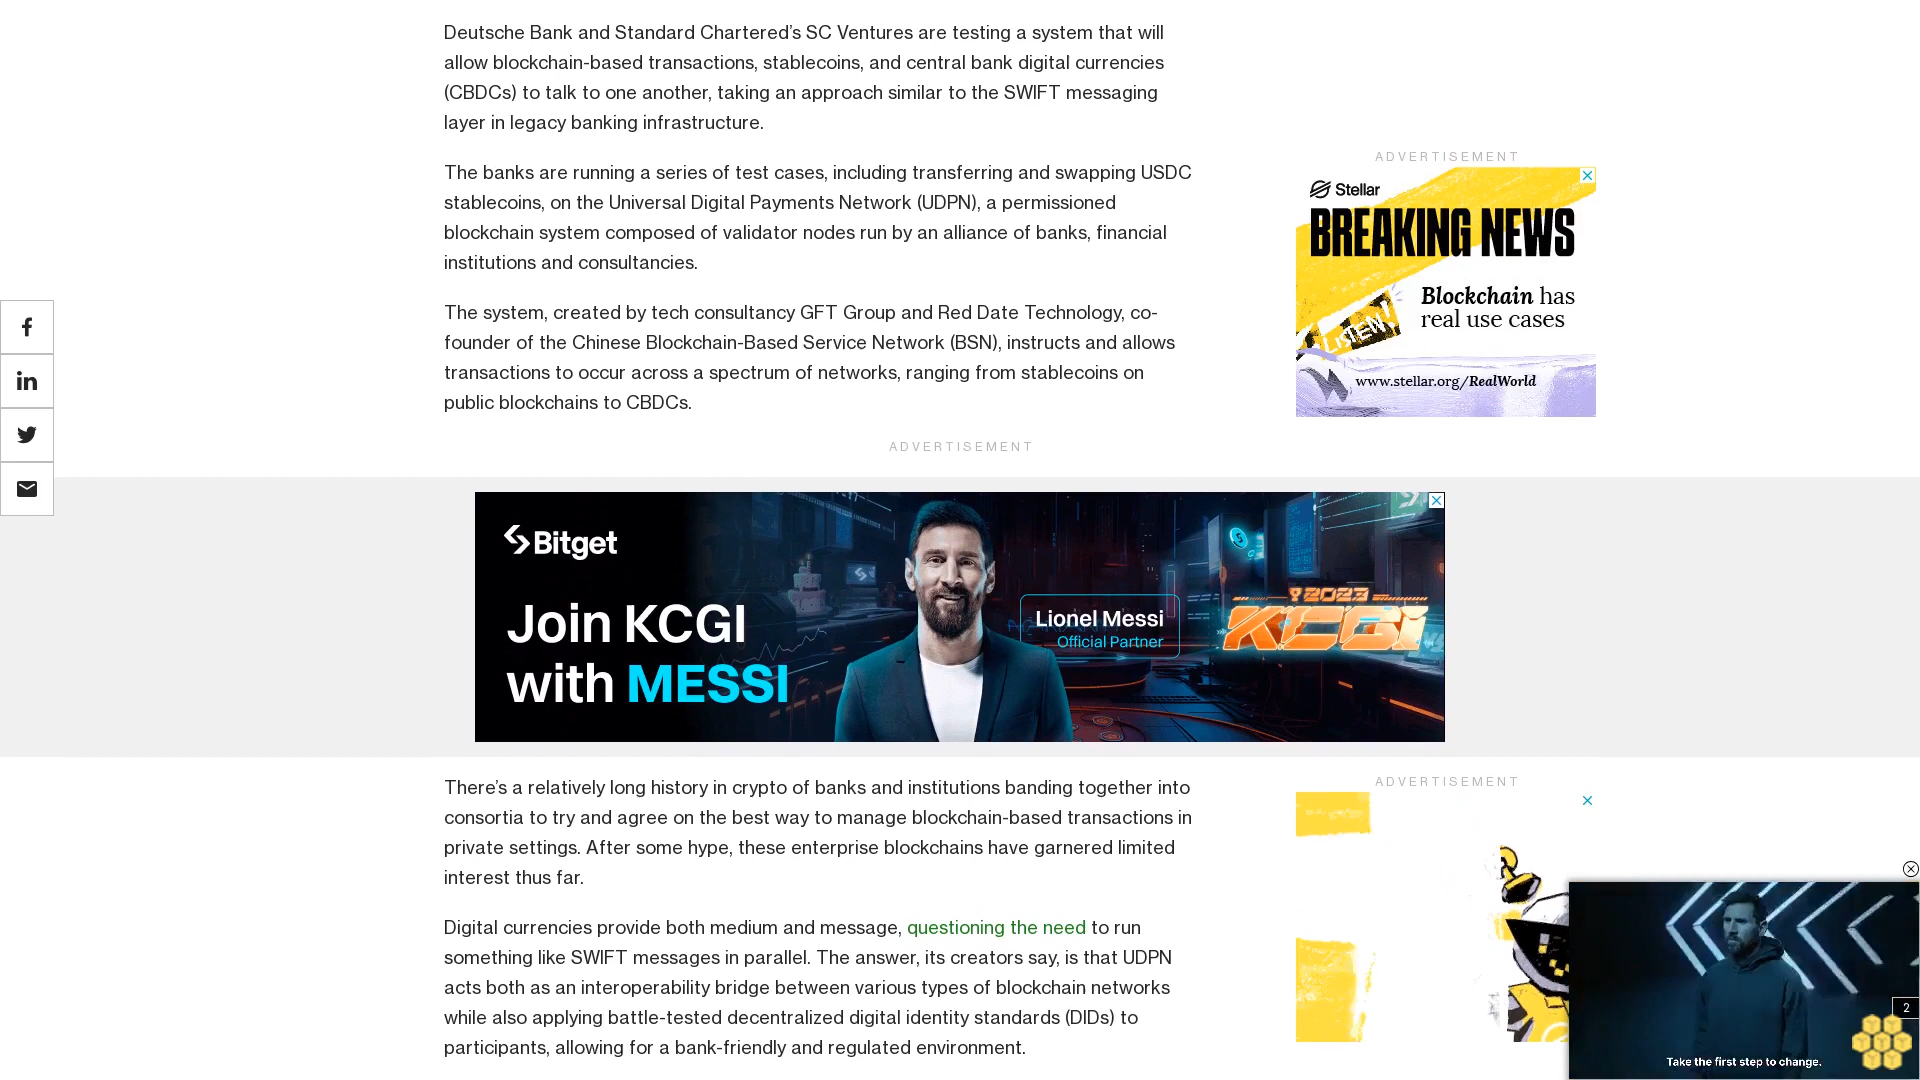 Deutsche Bank and Standard Chartered’s SC Ventures are testing a system that will
allow blockchain-based transactions, stablecoins, and central bank digital currencies
(CBDCs) to talk to one another, taking an approach similar to the SWIFT messaging
layer in legacy banking infrastructure.
The banks are running a series of test cases, including transferring and swapping USDC
stablecoins, on the Universal Digital Payments Network (UDPN), a permissioned
blockchain system composed of validator nodes run by an alliance of banks, financial
institutions and consultancies.
The system, created by tech consultancy GFT Group and Red Date Technology, co-
founder of the Chinese Blockchain-Based Service Network (BSN), instructs and allows
transactions to occur across a spectrum of networks, ranging from stablecoins on
public blockchains to CBDCs.
ADVERTISEMENT
Stellar
BREAKING NEWS
Blockchain has
real use cases
LISTEN!
www.stellar.org/RealWorld
ADVERTISEMENT
Bitget
Join KCGI
with MESSI
Lionel Messi
Official Partner
Y2023
KCGI
There’s a relatively long history in crypto of banks and institutions banding together into
consortia to try and agree on the best way to manage blockchain-based transactions in
private settings. After some hype, these enterprise blockchains have garnered limited
interest thus far.
Digital currencies provide both medium and message, questioning the need to run
something like SWIFT messages in parallel. The answer, its creators say, is that UDPN
acts both as an interoperability bridge between various types of blockchain networks
while also applying battle-tested decentralized digital identity standards (DIDs) to
participants, allowing for a bank-friendly and regulated environment.
ADVERTISEMENT
2
Take the first step to change.